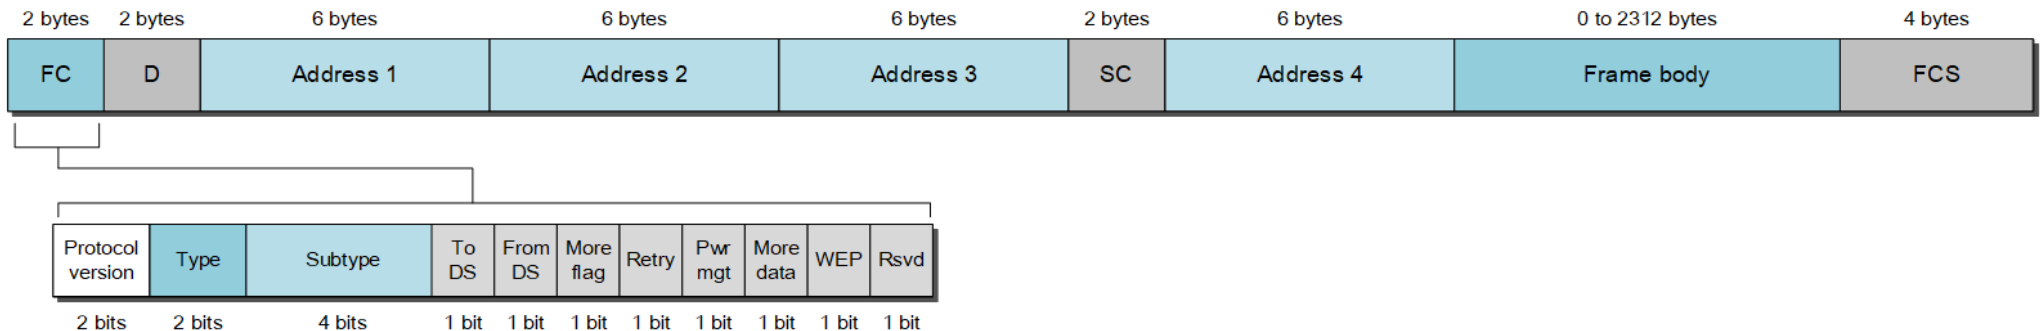 2 bytes 2 bytes 6 bytes 6 bytes 6 bytes 2 bytes 6 bytes 0 to 2312 bytes 4 bytes
FC D Address 1 Address 2 Address 3 SC Address 4 Frame body FCS
Protocol version Type Subtype To DS From DS More flag Retry Pwr mgt More data WEP Rsvd
2 bits 2 bits 4 bits 1 bit 1 bit 1 bit 1 bit 1 bit 1 bit 1 bit 1 bit